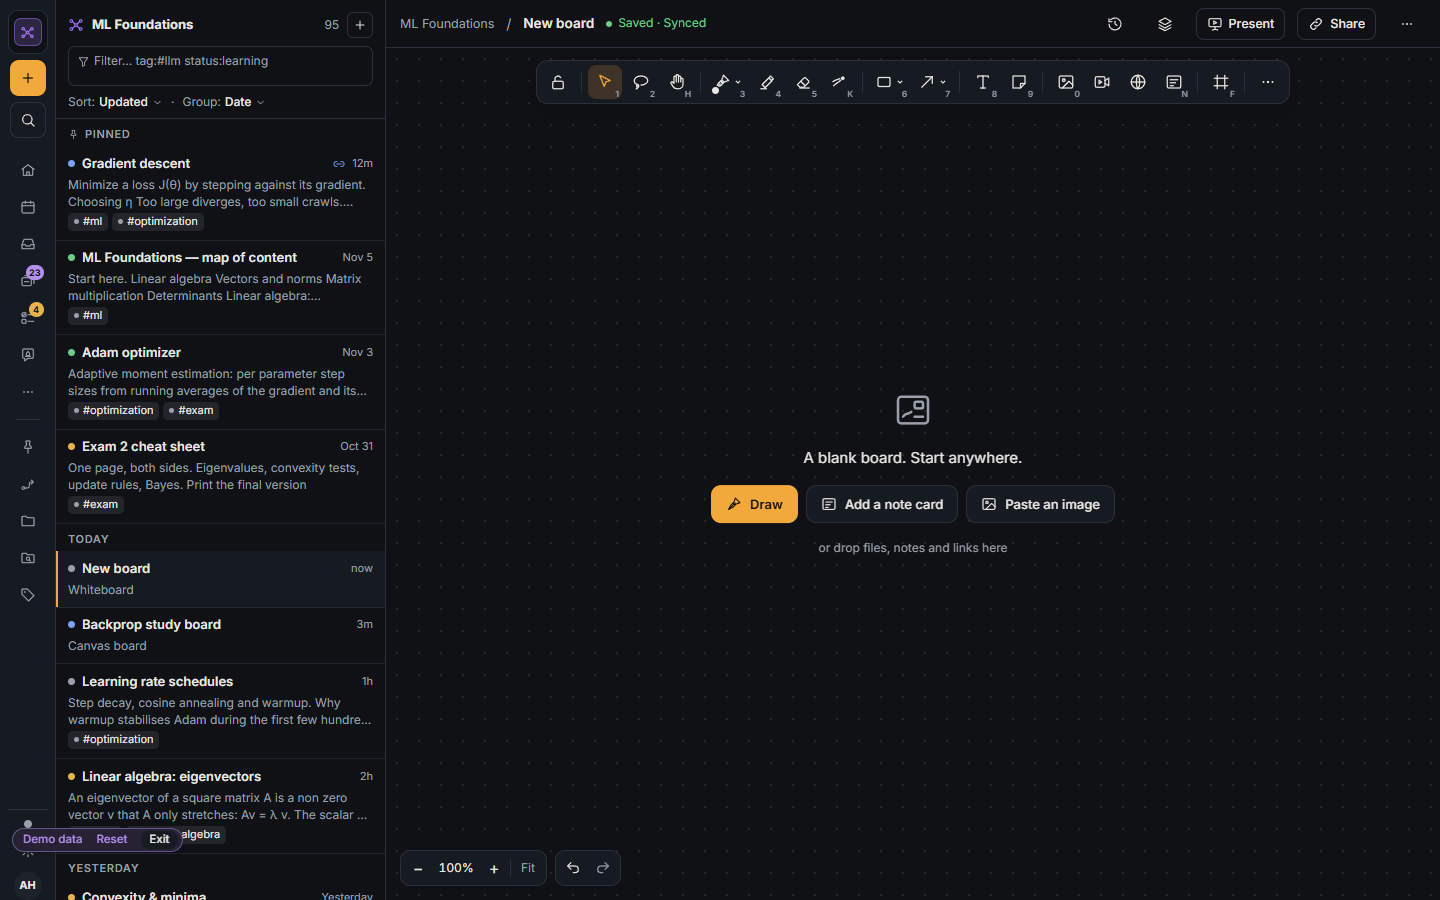 ML Foundations 95
Filter... tag:#llm status:learning
Sort: Updated · Group: Date
PINNED
Gradient descent 12m
Minimize a loss J(θ) by stepping against its gradient.
Choosing η Too large diverges, too small crawls....
#ml #optimization
ML Foundations — map of content Nov 5
Start here. Linear algebra Vectors and norms Matrix
multiplication Determinants Linear algebra:...
#ml
Adam optimizer Nov 3
Adaptive moment estimation: per parameter step
sizes from running averages of the gradient and its...
#optimization #exam
Exam 2 cheat sheet Oct 31
One page, both sides. Eigenvalues, convexity tests,
update rules, Bayes. Print the final version
#exam
TODAY
New board now
Whiteboard
Backprop study board 3m
Canvas board
Learning rate schedules 1h
Step decay, cosine annealing and warmup. Why
warmup stabilises Adam during the first few hundre...
#optimization
Linear algebra: eigenvectors 2h
An eigenvector of a square matrix A is a non zero
vector v that A only stretches: Av = λ v. The scalar ...
algebra
YESTERDAY
Convexity & minima Yesterday
23
4
Demo data Reset Exit
AH
ML Foundations / New board Saved · Synced
Present Share
1 2 H 3 4 5 K 6 7 8 9 0 N F
A blank board. Start anywhere.
Draw Add a note card Paste an image
or drop files, notes and links here
− 100% + Fit